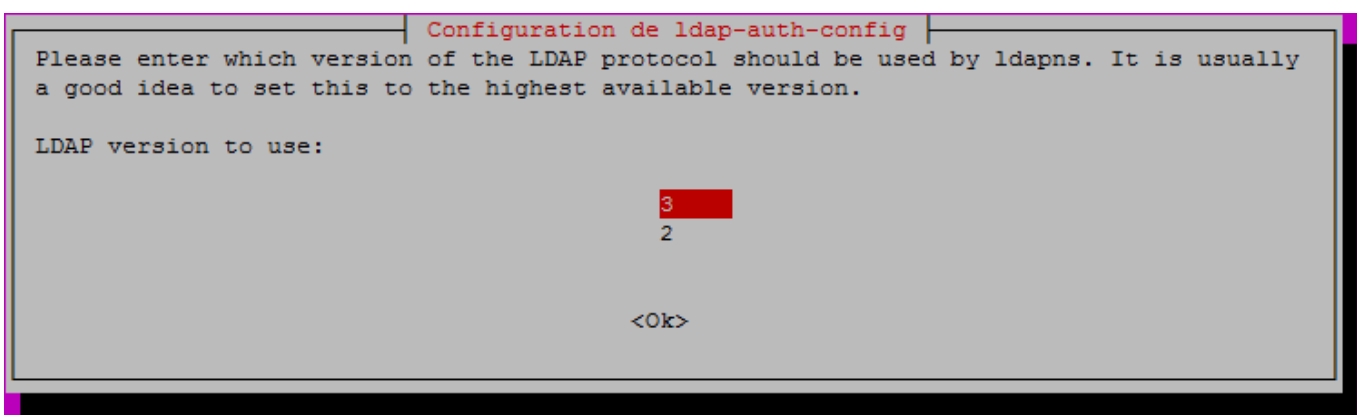 Configuration de ldap-auth-config
Please enter which version of the LDAP protocol should be used by ldapns. It is usually
a good idea to set this to the highest available version.
LDAP version to use:
3
2
<Ok>